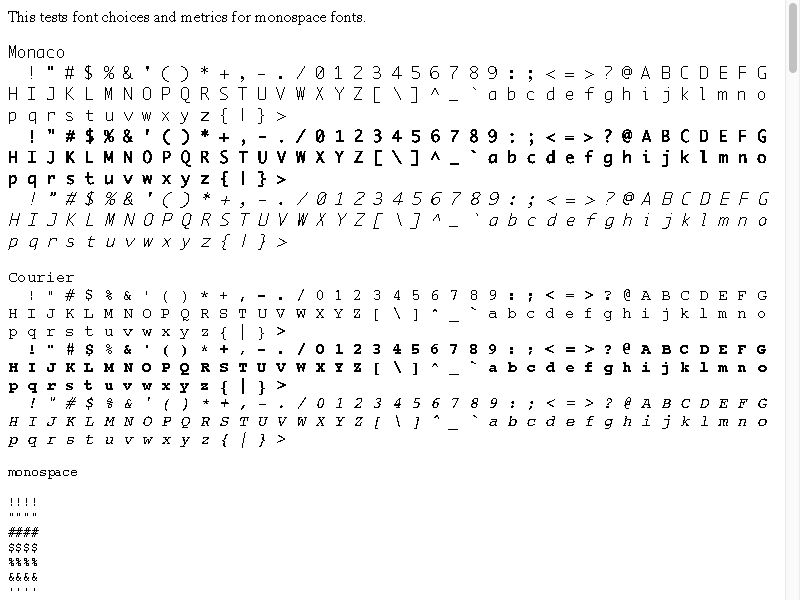 This tests font choices and metrics for monospace fonts.
Monaco
! " # $ % & ' ( ) * + , - . / 0 1 2 3 4 5 6 7 8 9 : ; < = > ? @ A B C D E F G
H I J K L M N O P Q R S T U V W X Y Z [ \ ] ^ _ ` a b c d e f g h i j k l m n o
p q r s t u v w x y z { | } >
! " # $ % & ' ( ) * + , - . / 0 1 2 3 4 5 6 7 8 9 : ; < = > ? @ A B C D E F G
H I J K L M N O P Q R S T U V W X Y Z [ \ ] ^ _ ` a b c d e f g h i j k l m n o
p q r s t u v w x y z { | } >
! " # $ % & ' ( ) * + , - . / 0 1 2 3 4 5 6 7 8 9 : ; < = > ? @ A B C D E F G
H I J K L M N O P Q R S T U V W X Y Z [ \ ] ^ _ ` a b c d e f g h i j k l m n o
p q r s t u v w x y z { | } >
Courier
! " # $ % & ' ( ) * + , - . / 0 1 2 3 4 5 6 7 8 9 : ; < = > ? @ A B C D E F G
H I J K L M N O P Q R S T U V W X Y Z [ \ ] ^ _ ` a b c d e f g h i j k l m n o
p q r s t u v w x y z { | } >
! " # $ % & ' ( ) * + , - . / 0 1 2 3 4 5 6 7 8 9 : ; < = > ? @ A B C D E F G
H I J K L M N O P Q R S T U V W X Y Z [ \ ] ^ _ ` a b c d e f g h i j k l m n o
p q r s t u v w x y z { | } >
! " # $ % & ' ( ) * + , - . / 0 1 2 3 4 5 6 7 8 9 : ; < = > ? @ A B C D E F G
H I J K L M N O P Q R S T U V W X Y Z [ \ ] ^ _ ` a b c d e f g h i j k l m n o
p q r s t u v w x y z { | } >
monospace
!!!!
""""
####
$$$$
%%%%
&&&&
''''